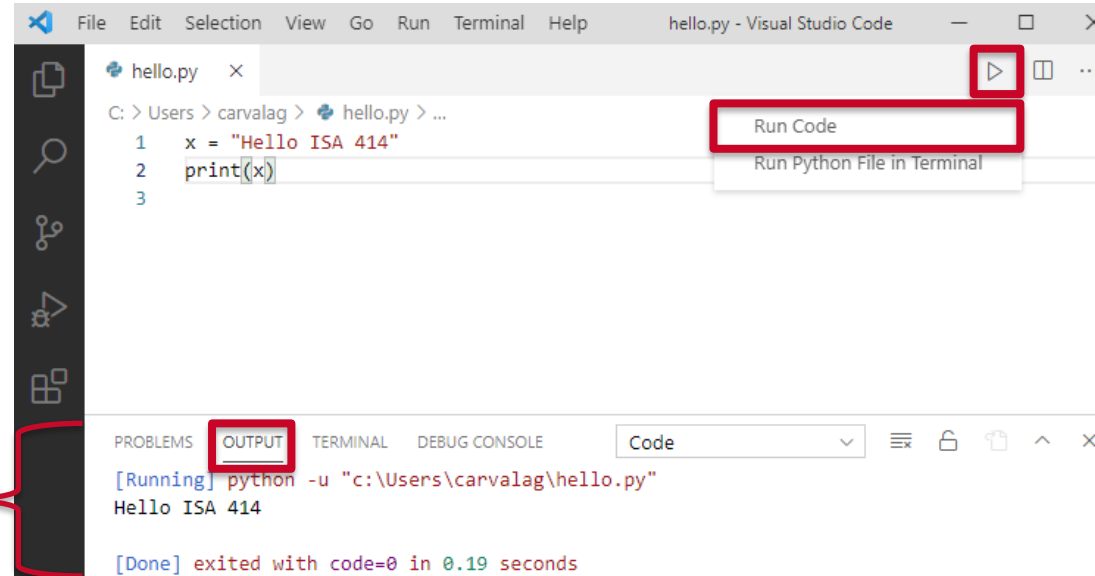 File Edit Selection View Go Run Terminal Help hello.py - Visual Studio Code
hello.py
C: > Users > carvalag > hello.py > ...
Run Code
1 x = "Hello ISA 414"
2 print(x)
Run Python File in Terminal
3
PROBLEMS OUTPUT TERMINAL DEBUG CONSOLE Code
[Running] python -u "c:\Users\carvalag\hello.py"
Hello ISA 414
[Done] exited with code=0 in 0.19 seconds